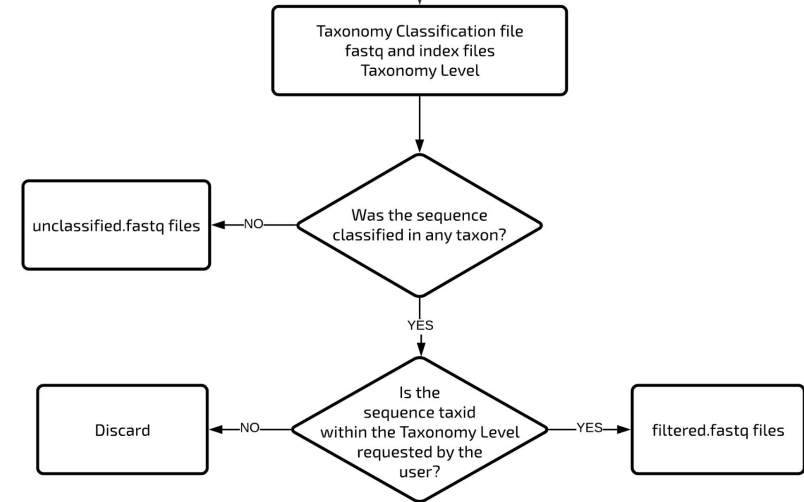 Taxonomy Classification file
fastq and index files
Taxonomy Level
Was the sequence
classified in any taxon?
NO
unclassified.fastq files
YES
Is the
sequence taxid
within the Taxonomy Level
requested by the
user?
NO
Discard
YES
filtered.fastq files